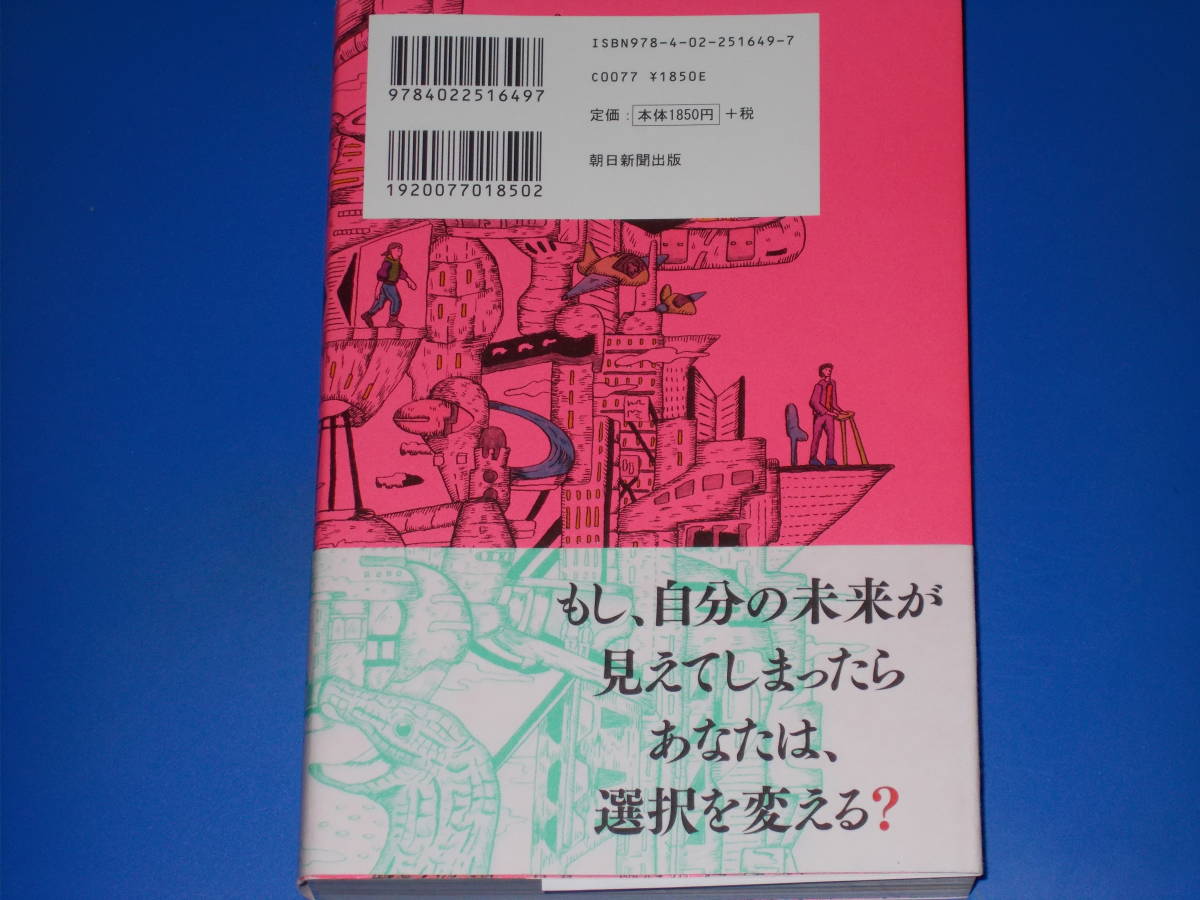 ISBN978-4-02-251649-7
9784022516497
C0077 ¥1850E
定価：本体1850円＋税
1920077018502
朝日新聞出版
もし、自分の未来が
見えてしまったら
あなたは、
選択を変える？